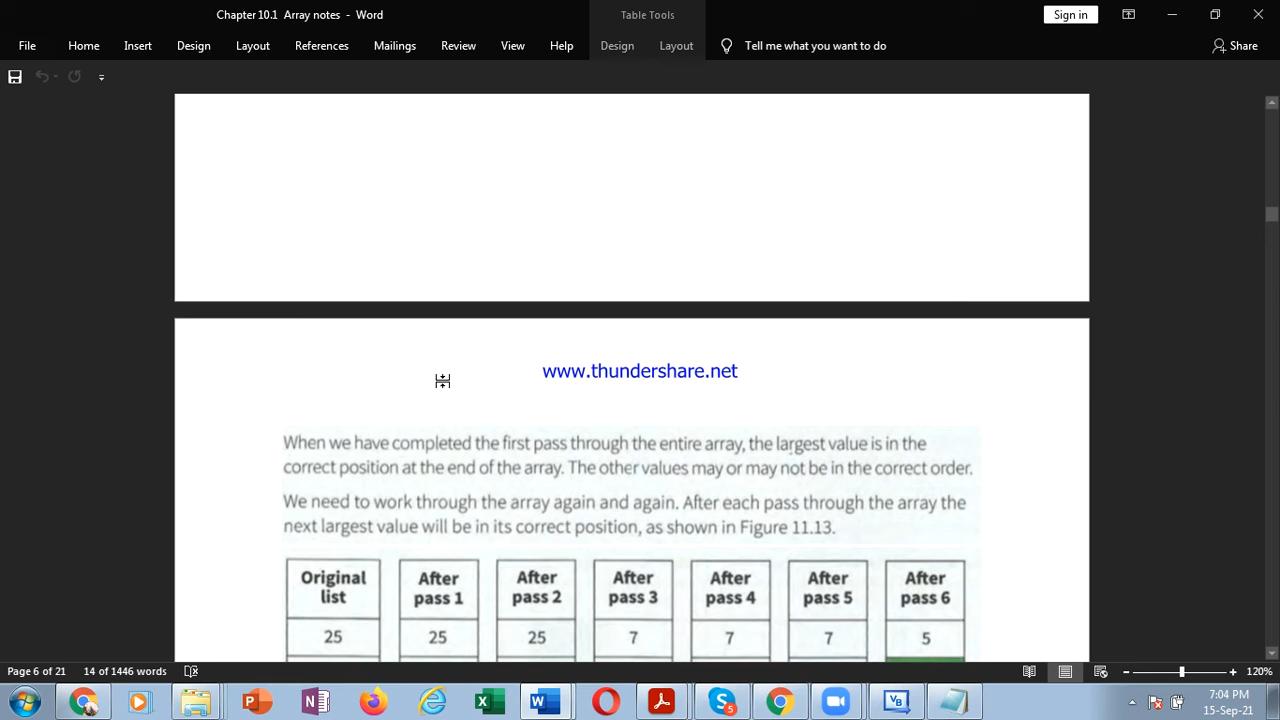 Chapter 10.1 Array notes - Word
Table Tools
Sign in
File Home Insert Design Layout References Mailings Review View Help Design Layout Tell me what you want to do Share
www.thundershare.net
When we have completed the first pass through the entire array, the largest value is in the
correct position at the end of the array. The other values may or may not be in the correct order.
We need to work through the array again and again. After each pass through the array the
next largest value will be in its correct position, as shown in Figure 11.13.
Original list After pass 1 After pass 2 After pass 3 After pass 4 After pass 5 After pass 6
25 25 25 7 7 7 5
Page 6 of 21 14 of 1446 words 120%
7:04 PM
15-Sep-21